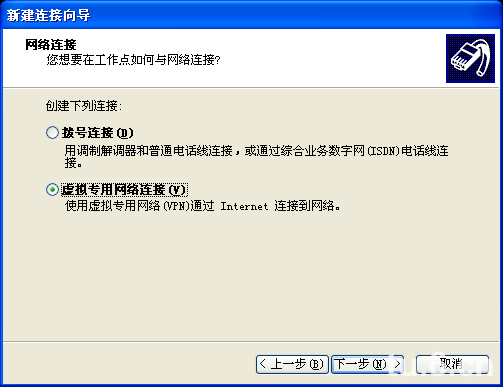 新建连接向导
网络连接
您想要在工作点如何与网络连接?
创建下列连接:
拨号连接(D)
用调制解调器和普通电话线连接，或通过综合业务数字网(ISDN)电话线连
接。
虚拟专用网络连接(V)
使用虚拟专用网络(VPN)通过 Internet 连接到网络。
< 上一步(B) 下一步(N) > 取消